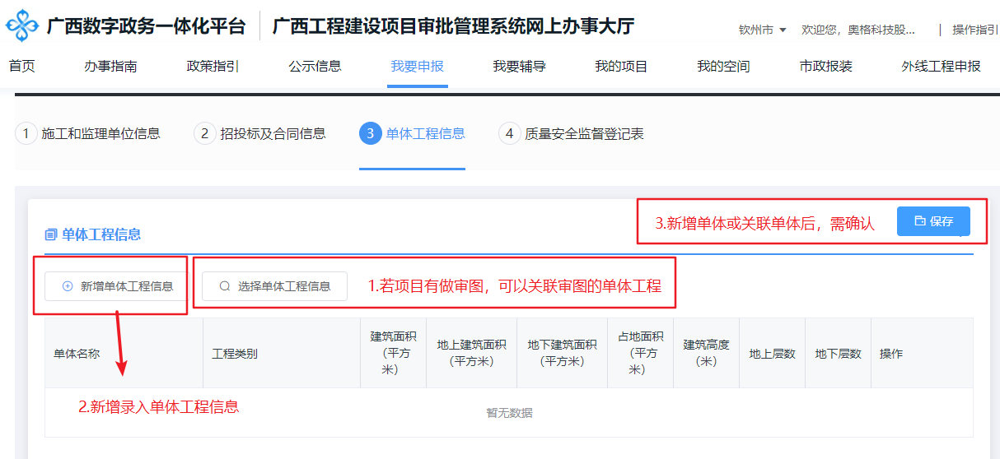 广西数字政务一体化平台 广西工程建设项目审批管理系统网上办事大厅
钦州市 欢迎您，奥格科技股... | 操作指引
首页 办事指南 政策指引 公示信息 我要申报 我要辅导 我的项目 我的空间 市政报装 外线工程申报
1 施工和监理单位信息 2 招投标及合同信息 3 单体工程信息 4 质量安全监督登记表
3.新增单体或关联单体后，需确认 保存
单体工程信息
新增单体工程信息 选择单体工程信息 1.若项目有做审图，可以关联审图的单体工程
单体名称 工程类别 建筑面积（平方米） 地上建筑面积（平方米） 地下建筑面积（平方米） 占地面积（平方米） 建筑高度（米） 地上层数 地下层数 操作
2.新增录入单体工程信息
暂无数据